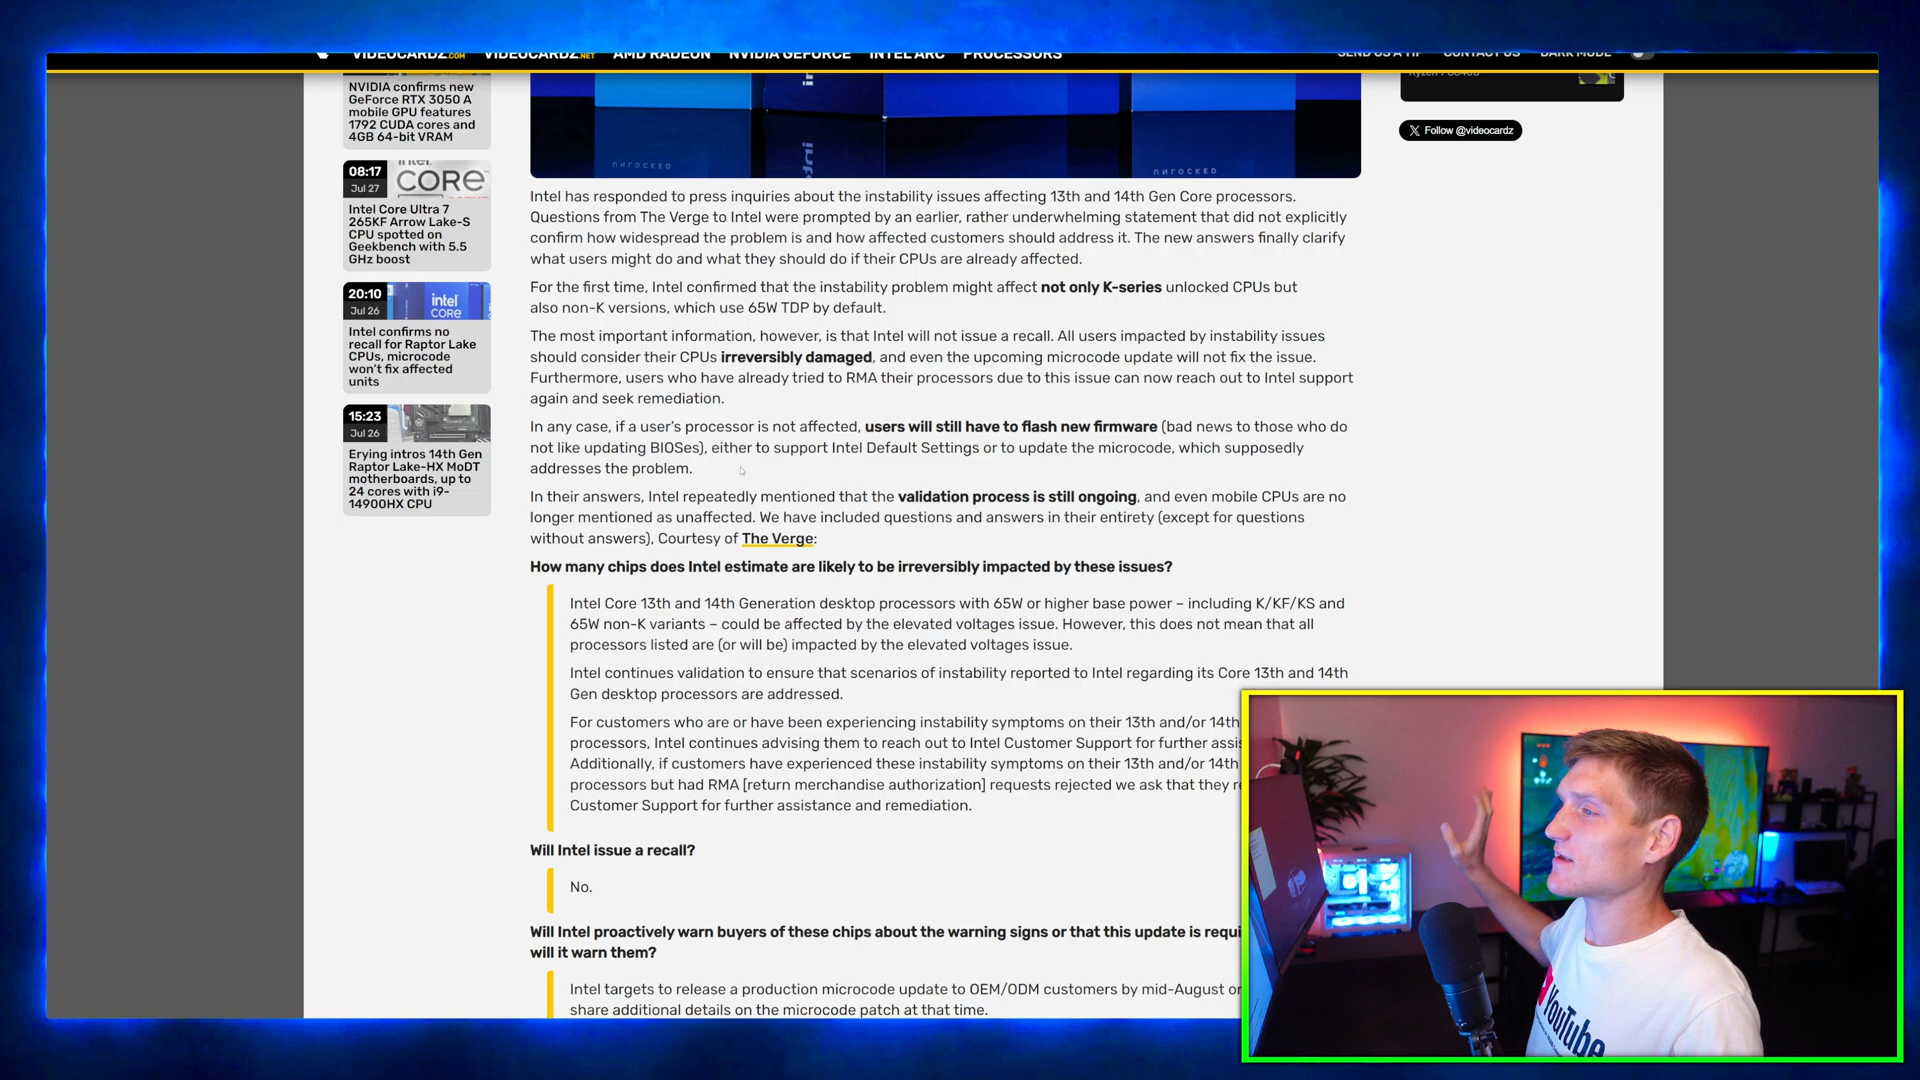 VIDEOCARDZ.COM VIDEOCARDZ.NET AMD RADEON NVIDIA GEFORCE INTEL ARC PROCESSORS SEND US A TIP CONTACT US DARK MODE
NVIDIA confirms new
GeForce RTX 3050 A
mobile GPU features
1792 CUDA cores and
4GB 64-bit VRAM
08:17
Jul 27
intel
CORE
Intel Core Ultra 7
265KF Arrow Lake-S
CPU spotted on
Geekbench with 5.5
GHz boost
20:10
Jul 26
intel
CORE
Intel confirms no
recall for Raptor Lake
CPUs, microcode
won't fix affected
units
15:23
Jul 26
Erying intros 14th Gen
Raptor Lake-HX MoDT
motherboards, up to
24 cores with i9-
14900HX CPU
Intel has responded to press inquiries about the instability issues affecting 13th and 14th Gen Core processors.
Questions from The Verge to Intel were prompted by an earlier, rather underwhelming statement that did not explicitly
confirm how widespread the problem is and how affected customers should address it. The new answers finally clarify
what users might do and what they should do if their CPUs are already affected.
For the first time, Intel confirmed that the instability problem might affect not only K-series unlocked CPUs but
also non-K versions, which use 65W TDP by default.
The most important information, however, is that Intel will not issue a recall. All users impacted by instability issues
should consider their CPUs irreversibly damaged, and even the upcoming microcode update will not fix the issue.
Furthermore, users who have already tried to RMA their processors due to this issue can now reach out to Intel support
again and seek remediation.
In any case, if a user's processor is not affected, users will still have to flash new firmware (bad news to those who do
not like updating BIOSes), either to support Intel Default Settings or to update the microcode, which supposedly
addresses the problem.
In their answers, Intel repeatedly mentioned that the validation process is still ongoing, and even mobile CPUs are no
longer mentioned as unaffected. We have included questions and answers in their entirety (except for questions
without answers), Courtesy of The Verge:
How many chips does Intel estimate are likely to be irreversibly impacted by these issues?
Intel Core 13th and 14th Generation desktop processors with 65W or higher base power – including K/KF/KS and
65W non-K variants – could be affected by the elevated voltages issue. However, this does not mean that all
processors listed are (or will be) impacted by the elevated voltages issue.
Intel continues validation to ensure that scenarios of instability reported to Intel regarding its Core 13th and 14th
Gen desktop processors are addressed.
For customers who are or have been experiencing instability symptoms on their 13th and/or 14th
processors, Intel continues advising them to reach out to Intel Customer Support for further
Additionally, if customers have experienced these instability symptoms on their 13th and/or 14th
processors but had RMA [return merchandise authorization] requests rejected we ask that they
Customer Support for further assistance and remediation.
Will Intel issue a recall?
No.
Will Intel proactively warn buyers of these chips about the warning signs or that this update is
will it warn them?
Intel targets to release a production microcode update to OEM/ODM customers by mid-August or
share additional details on the microcode patch at that time.
Follow @videocardz
YouTube